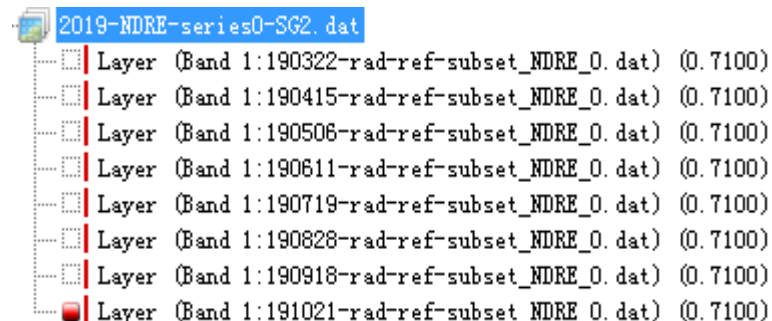 2019-NDRE-series0-SG2.dat
Layer (Band 1:190322-rad-ref-subset_NDRE_0.dat) (0.7100)
Layer (Band 1:190415-rad-ref-subset_NDRE_0.dat) (0.7100)
Layer (Band 1:190506-rad-ref-subset_NDRE_0.dat) (0.7100)
Layer (Band 1:190611-rad-ref-subset_NDRE_0.dat) (0.7100)
Layer (Band 1:190719-rad-ref-subset_NDRE_0.dat) (0.7100)
Layer (Band 1:190828-rad-ref-subset_NDRE_0.dat) (0.7100)
Layer (Band 1:190918-rad-ref-subset_NDRE_0.dat) (0.7100)
Layer (Band 1:191021-rad-ref-subset NDRE 0.dat) (0.7100)